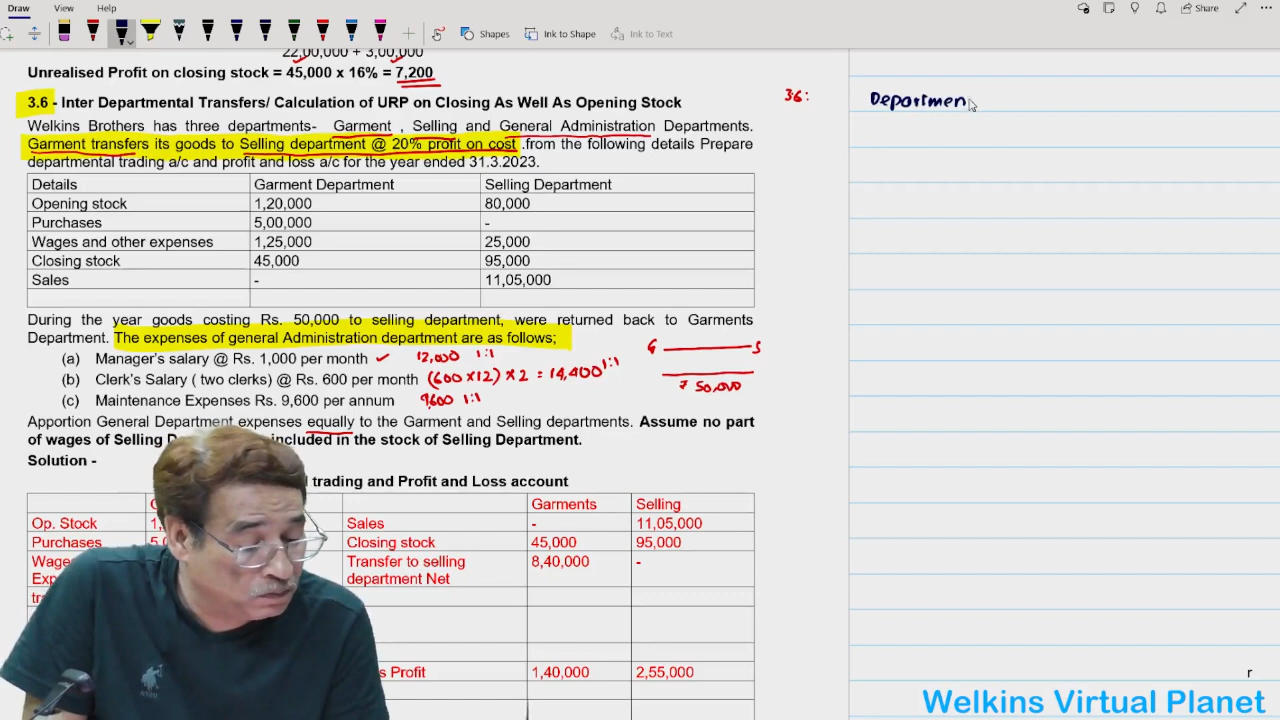 View Help
Share
Shapes Ink to Shape Ink to Text
22,00,000 + 3,00,000
Unrealised Profit on closing stock = 45,000 x 16% = 7,200
3.6 - Inter Departmental Transfers/ Calculation of URP on Closing As Well As Opening Stock
36:
Departmen
Welkins Brothers has three departments- Garment , Selling and General Administration Departments.
Garment transfers its goods to Selling department @ 20% profit on cost .from the following details Prepare
departmental trading a/c and profit and loss a/c for the year ended 31.3.2023.
Details Garment Department Selling Department
Opening stock 1,20,000 80,000
Purchases 5,00,000 -
Wages and other expenses 1,25,000 25,000
Closing stock 45,000 95,000
Sales - 11,05,000
During the year goods costing Rs. 50,000 to selling department, were returned back to Garments
Department. The expenses of general Administration department are as follows;
(a) Manager's salary @ Rs. 1,000 per month 12,000 1:1
G S
(b) Clerk's Salary ( two clerks) @ Rs. 600 per month (600 x12) x 2 = 14,400 1:1
₹ 50,000
(c) Maintenance Expenses Rs. 9,600 per annum 9,600 1:1
Apportion General Department expenses equally to the Garment and Selling departments. Assume no part
of wages of Selling included in the stock of Selling Department.
Solution -
trading and Profit and Loss account
Garments Selling
Op. Stock Sales - 11,05,000
Purchases Closing stock 45,000 95,000
Transfer to selling 8,40,000 -
department Net
Profit 1,40,000 2,55,000
r
Welkins Virtual Planet